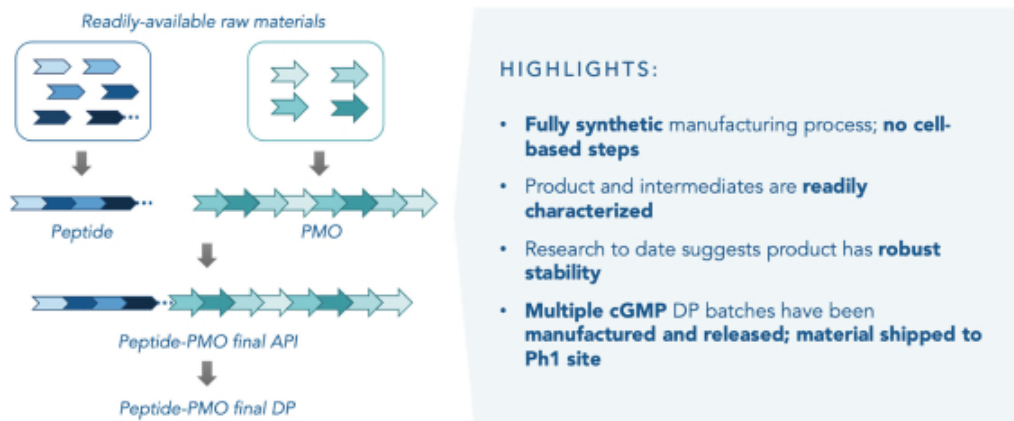 Readily-available raw materials
Peptide
PMO
Peptide-PMO final API
Peptide-PMO final DP
HIGHLIGHTS:
• Fully synthetic manufacturing process; no cell-
based steps
• Product and intermediates are readily
characterized
• Research to date suggests product has robust
stability
• Multiple cGMP DP batches have been
manufactured and released; material shipped to
Ph1 site